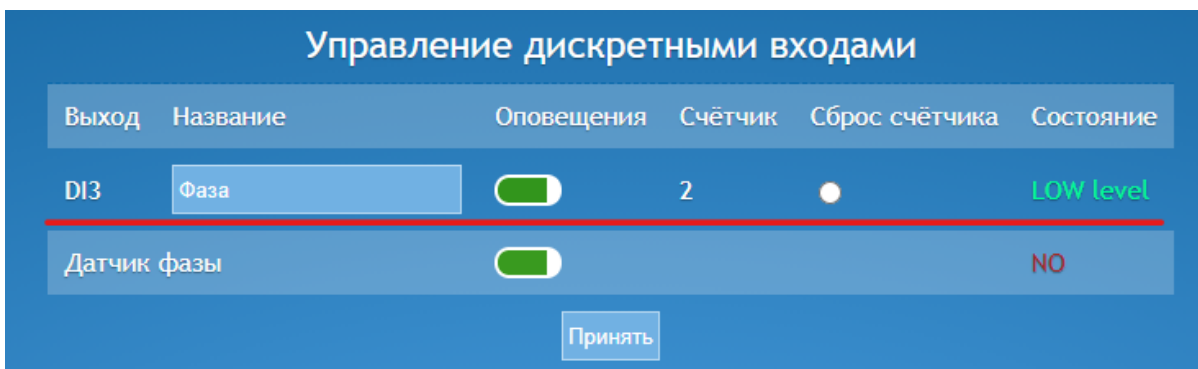 Управление дискретными входами
Выход Название Оповещения Счётчик Сброс счётчика Состояние
DI3 Фаза 2 LOW level
Датчик фазы NO
Принять